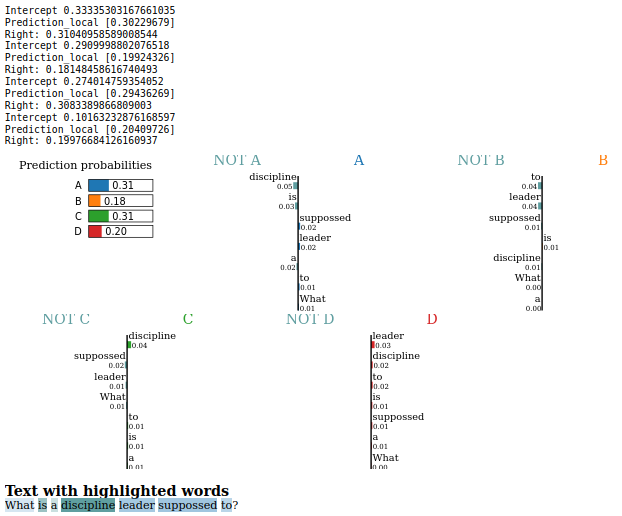 Intercept 0.33335303167661035
Prediction_local [0.30229679]
Right: 0.31040958589008544
Intercept 0.2909998802076518
Prediction_local [0.19924326]
Right: 0.18148458616740493
Intercept 0.274014759354052
Prediction_local [0.29436269]
Right: 0.3083389866809003
Intercept 0.10163232876168597
Prediction_local [0.20409726]
Right: 0.19976684126160937
Prediction probabilities
A 0.31
B 0.18
C 0.31
D 0.20
NOT A A
discipline
0.05
is
0.03
suppossed
0.02
leader
0.02
a
0.02
to
0.01
What
0.01
NOT B B
to
0.04
leader
0.04
suppossed
0.01
is
0.01
discipline
0.01
What
0.00
a
0.00
NOT C C
discipline
0.04
suppossed
0.02
leader
0.01
What
0.01
to
0.01
is
0.01
a
0.01
NOT D D
leader
0.03
discipline
0.02
to
0.02
is
0.01
suppossed
0.01
a
0.01
What
0.00
Text with highlighted words
What is a discipline leader suppossed to?